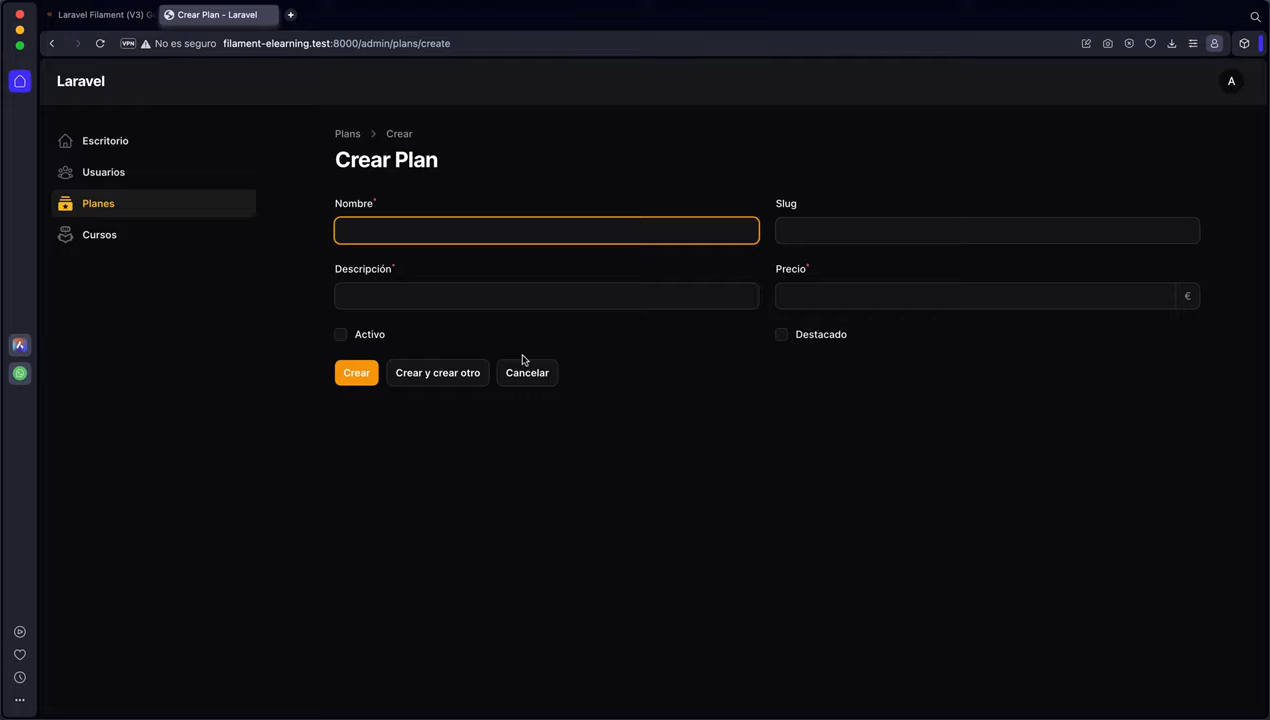 Laravel Filament (V3) G
Crear Plan - Laravel
VPN No es seguro filament-elearning.test:8000/admin/plans/create
Laravel
A
Escritorio
Usuarios
Planes
Cursos
Plans > Crear
Crear Plan
Nombre* Slug
Descripción* Precio*
€
Activo Destacado
Crear Crear y crear otro Cancelar